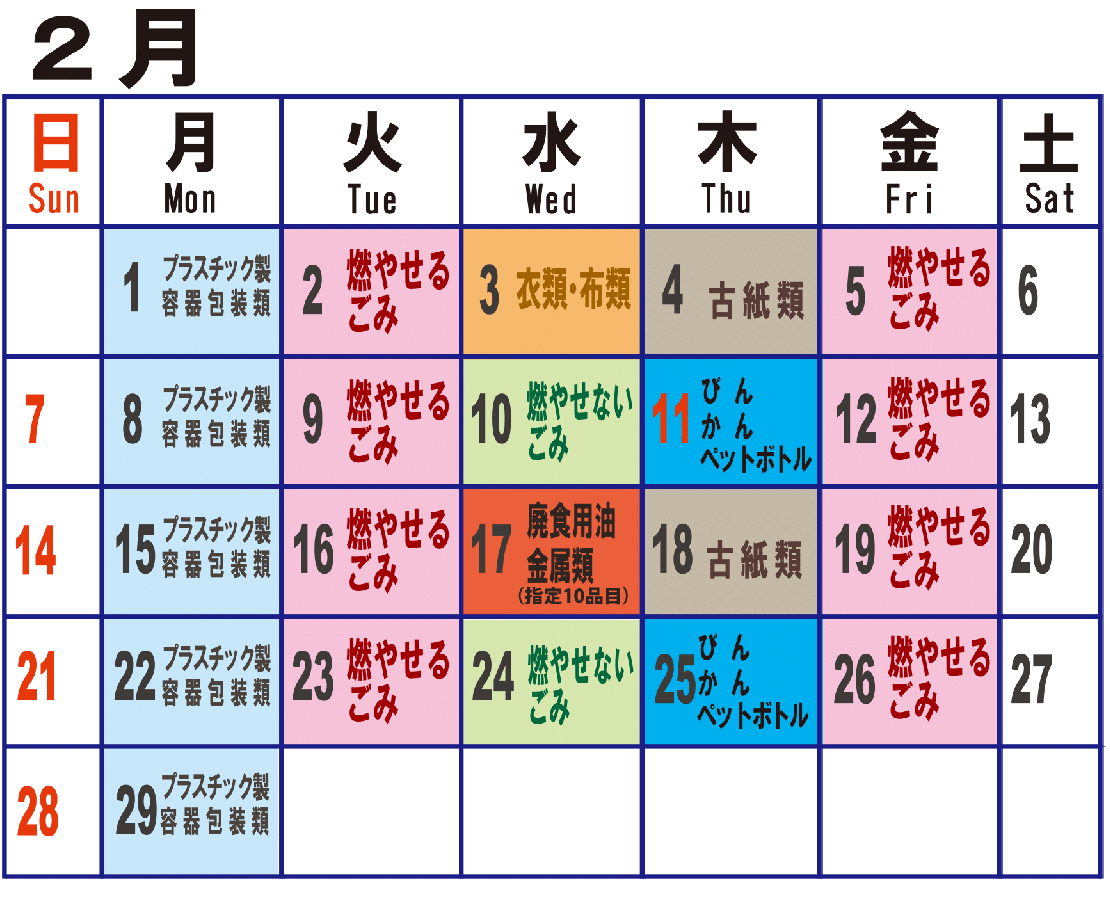 2月
日 月 火 水 木 金 土
Sun Mon Tue Wed Thu Fri Sat
1 プラスチック製
容器包装類
2 燃やせる
ごみ
3 衣類・布類
4 古紙類
5 燃やせる
ごみ
6
7
8 プラスチック製
容器包装類
9 燃やせる
ごみ
10 燃やせない
ごみ
11 びん
かん
ペットボトル
12 燃やせる
ごみ
13
14
15 プラスチック製
容器包装類
16 燃やせる
ごみ
17 廃食用油
金属類
(指定10品目)
18 古紙類
19 燃やせる
ごみ
20
21
22 プラスチック製
容器包装類
23 燃やせる
ごみ
24 燃やせない
ごみ
25 びん
かん
ペットボトル
26 燃やせる
ごみ
27
28
29 プラスチック製
容器包装類